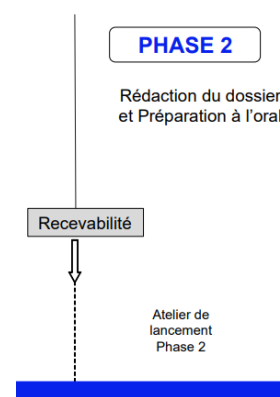 PHASE 2
Rédaction du dossier
et Préparation à l'oral
Recevabilité
Atelier de
lancement
Phase 2